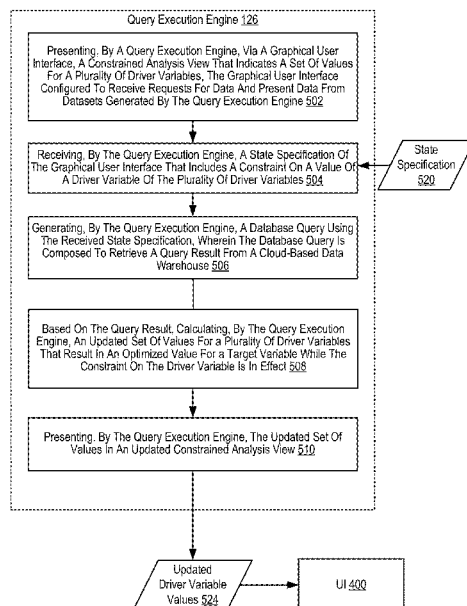 Query Execution Engine 126
Presenting, By A Query Execution Engine, Via A Graphical User
Interface, A Constrained Analysis View That Indicates A Set Of Values
For A Plurality Of Driver Variables, The Graphical User Interface
Configured To Receive Requests For Data And Present Data From
Datasets Generated By The Query Execution Engine 502
Receiving, By The Query Execution Engine, A State Specification Of
The Graphical User Interface That Includes A Constraint On A Value Of
A Driver Variable Of The Plurality Of Driver Variables 504
State
Specification
520
Generating, By The Query Execution Engine, A Database Query Using
The Received State Specification, Wherein The Database Query Is
Composed To Retrieve A Query Result From A Cloud-Based Data
Warehouse 506
Based On The Query Result, Calculating, By The Query Execution
Engine, An Updated Set Of Values For a Plurality Of Driver Variables
That Result In An Optimized Value For a Target Variable While The
Constraint On The Driver Variable Is In Effect 508
Presenting, By The Query Execution Engine, The Updated Set Of
Values In An Updated Constrained Analysis View 510
Updated
Driver Variable
Values 524
UI 400